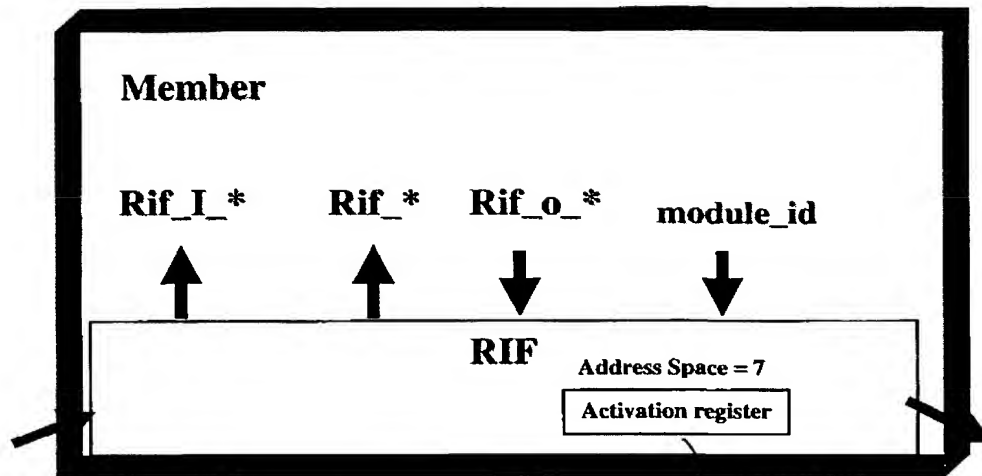 Member
Rif_I_* Rif_* Rif_o_* module_id
RIF
Address Space = 7
Activation register